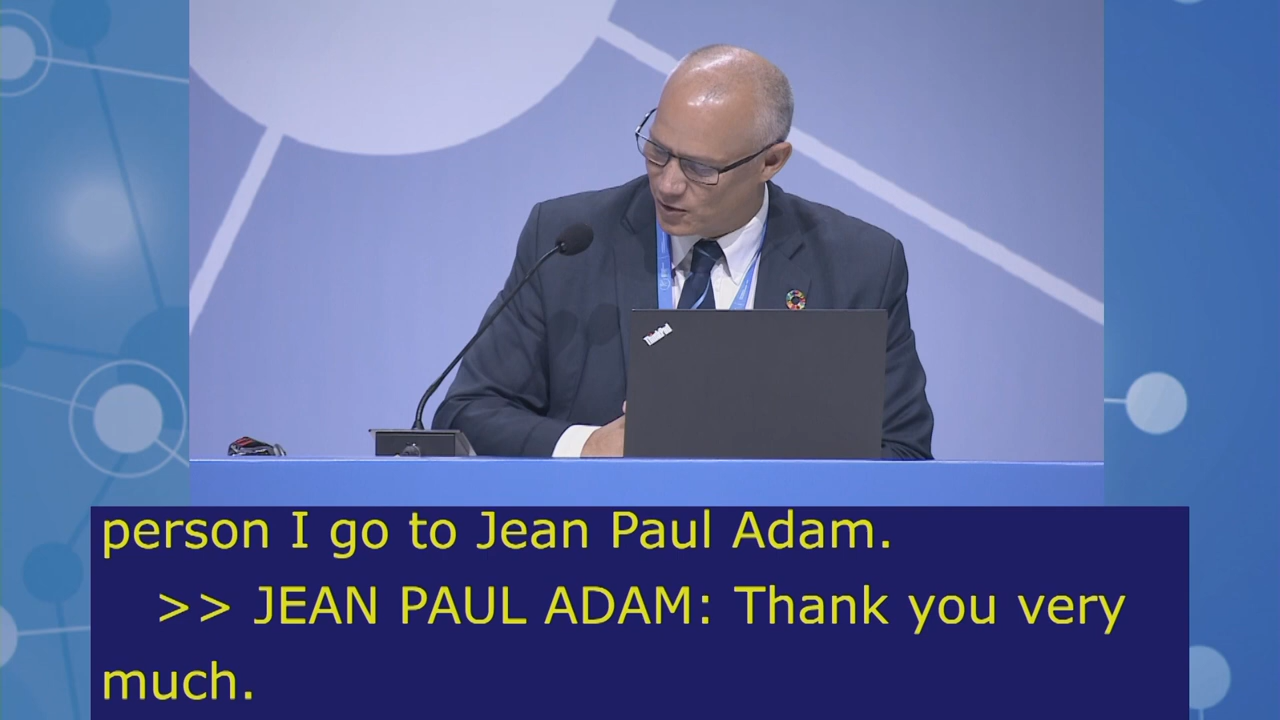 ThinkPad
person I go to Jean Paul Adam.
>> JEAN PAUL ADAM: Thank you very
much.